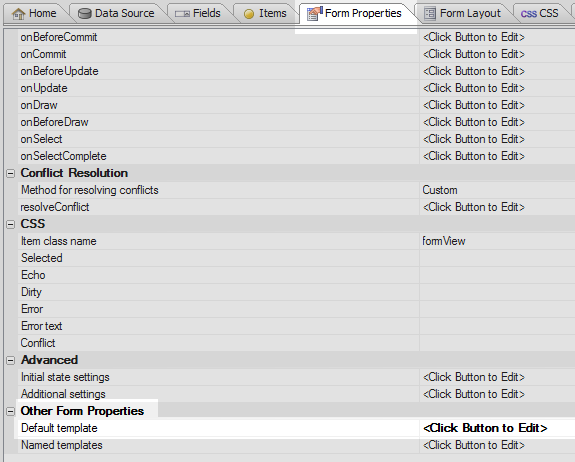 Home Data Source Fields Items Form Properties Form Layout CSS CSS
onBeforeCommit <Click Button to Edit>
onCommit <Click Button to Edit>
onBeforeUpdate <Click Button to Edit>
onUpdate <Click Button to Edit>
onDraw <Click Button to Edit>
onBeforeDraw <Click Button to Edit>
onSelect <Click Button to Edit>
onSelectComplete <Click Button to Edit>
Conflict Resolution
Method for resolving conflicts Custom
resolveConflict <Click Button to Edit>
CSS
Item class name formView
Selected
Echo
Dirty
Error
Error text
Conflict
Advanced
Initial state settings <Click Button to Edit>
Additional settings <Click Button to Edit>
Other Form Properties
Default template <Click Button to Edit>
Named templates <Click Button to Edit>